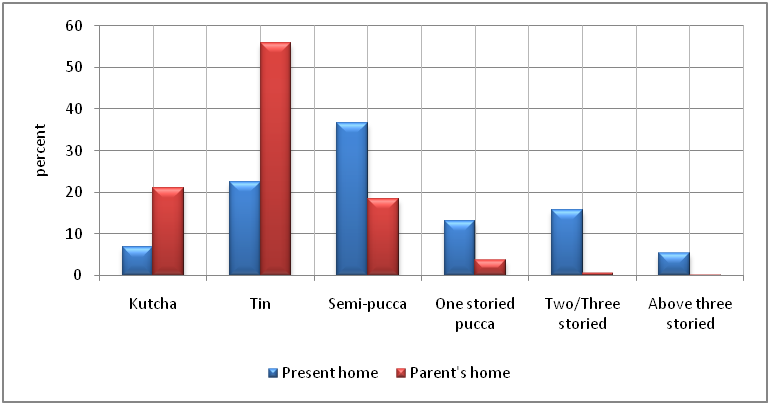 60
50
40
30
20
10
0
percent
Kutcha Tin Semi-pucca One storied pucca Two/Three storied Above three storied
Present home Parent's home